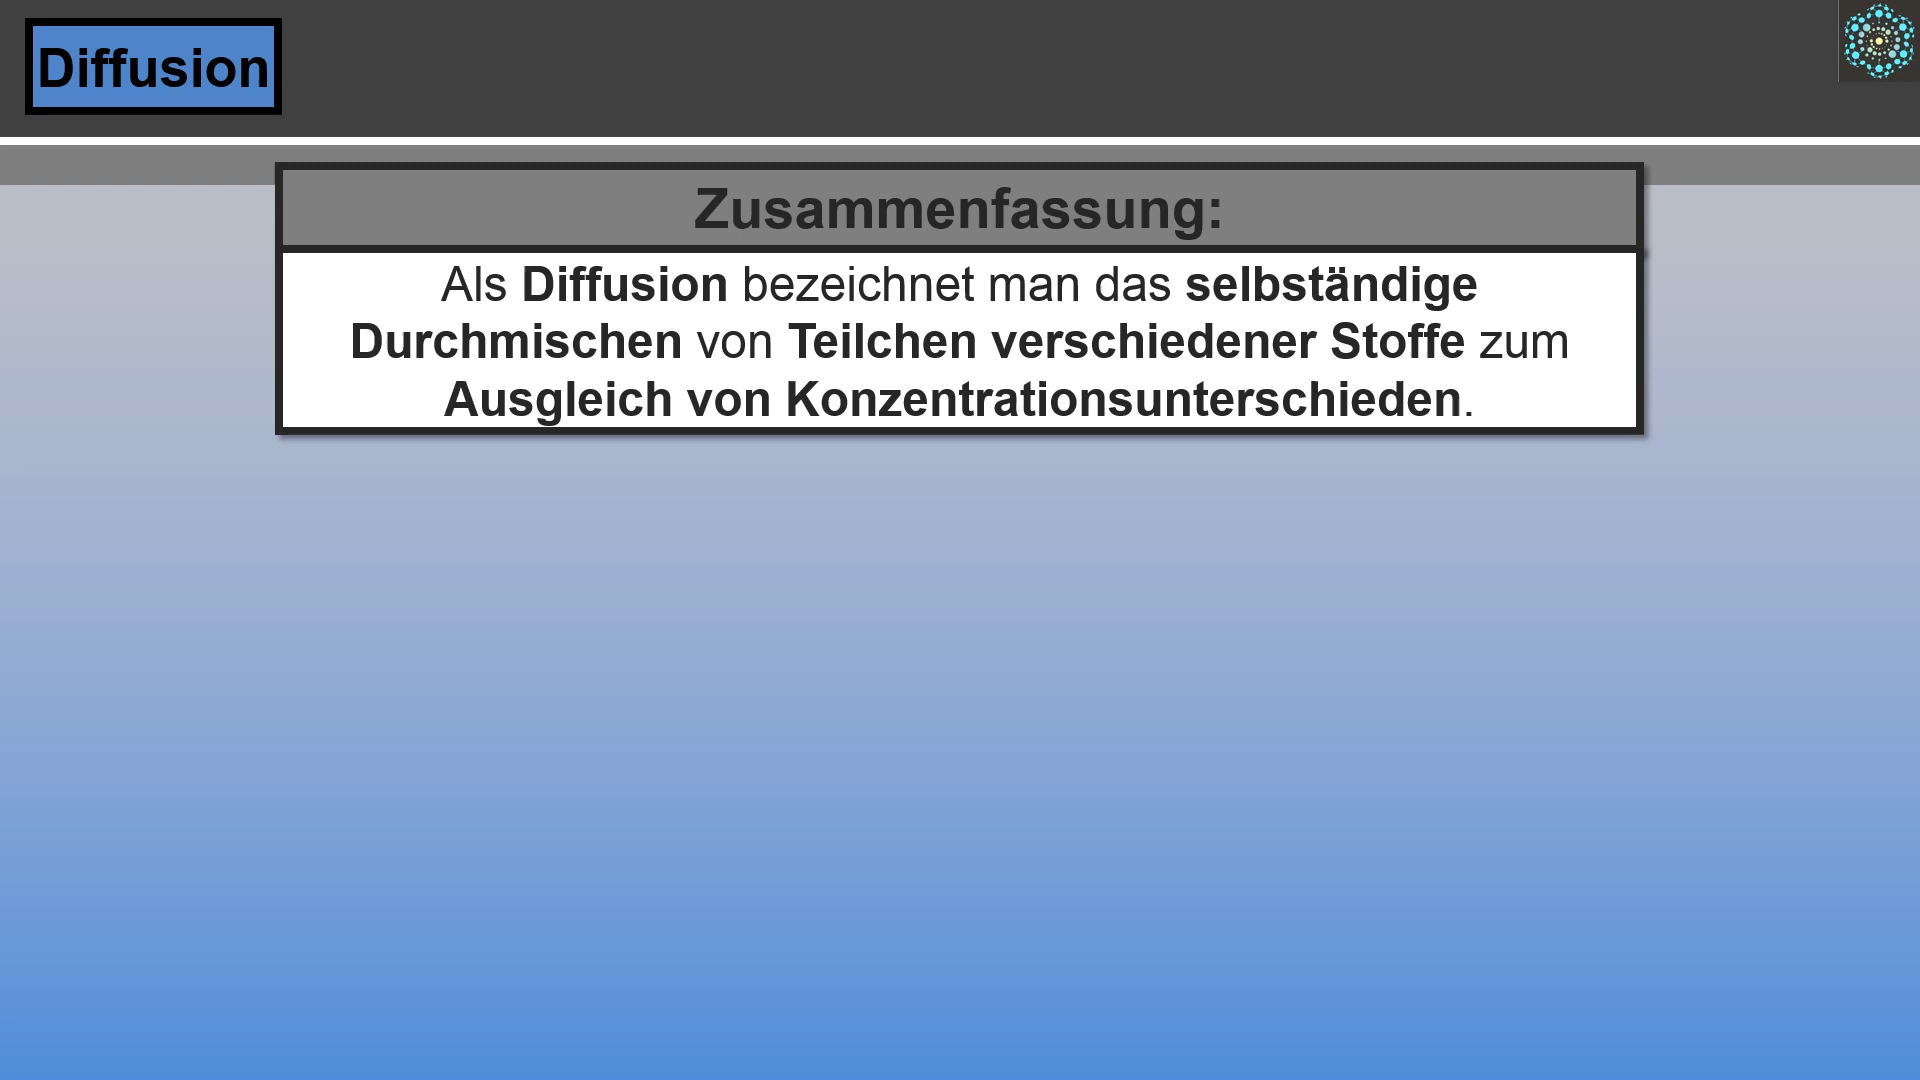 Diffusion
Zusammenfassung:
Als Diffusion bezeichnet man das selbständige
Durchmischen von Teilchen verschiedener Stoffe zum
Ausgleich von Konzentrationsunterschieden.